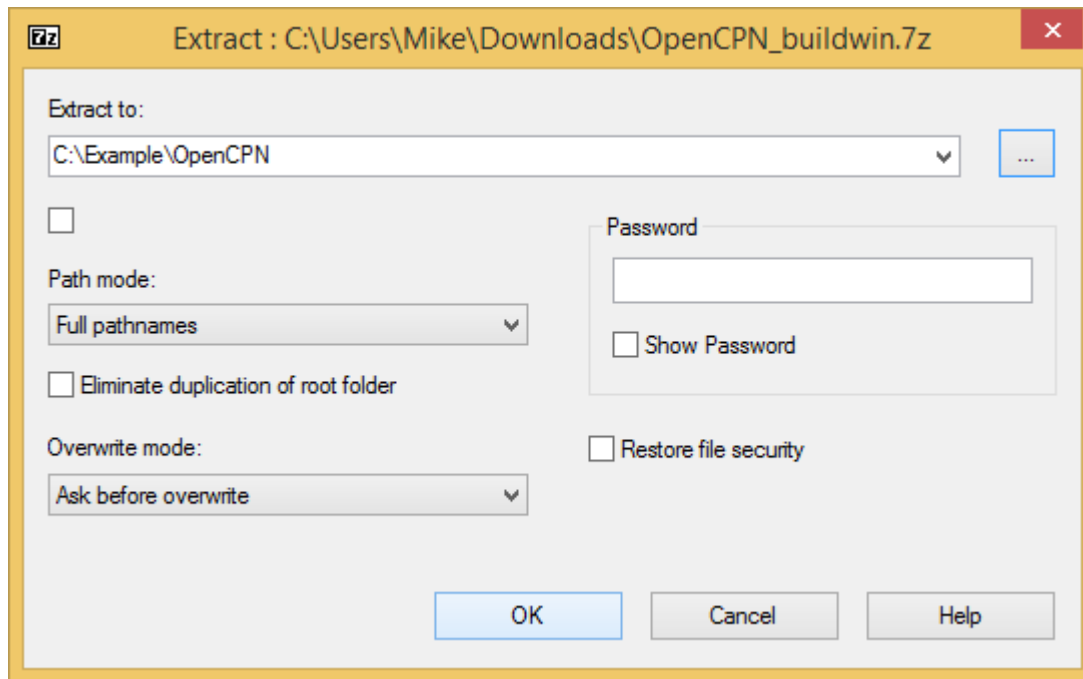 7z
Extract : C:\Users\Mike\Downloads\OpenCPN_buildwin.7z
Extract to:
C:\Example\OpenCPN
...
Password
Path mode:
Full pathnames
Show Password
Eliminate duplication of root folder
Overwrite mode:
Restore file security
Ask before overwrite
OK
Cancel
Help